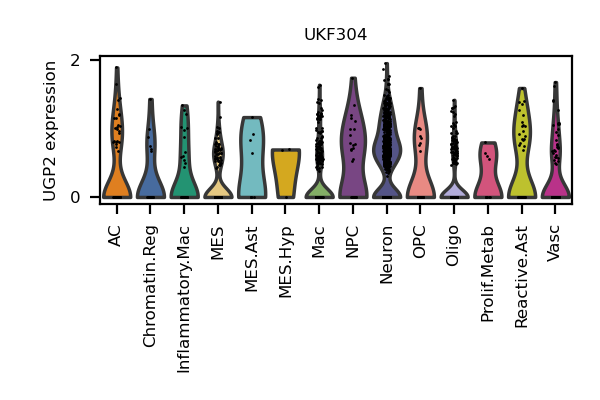 UKF304
UGP2 expression
2
0
AC
Chromatin.Reg
Inflammatory.Mac
MES
MES.Ast
MES.Hyp
Mac
NPC
Neuron
OPC
Oligo
Prolif.Metab
Reactive.Ast
Vasc